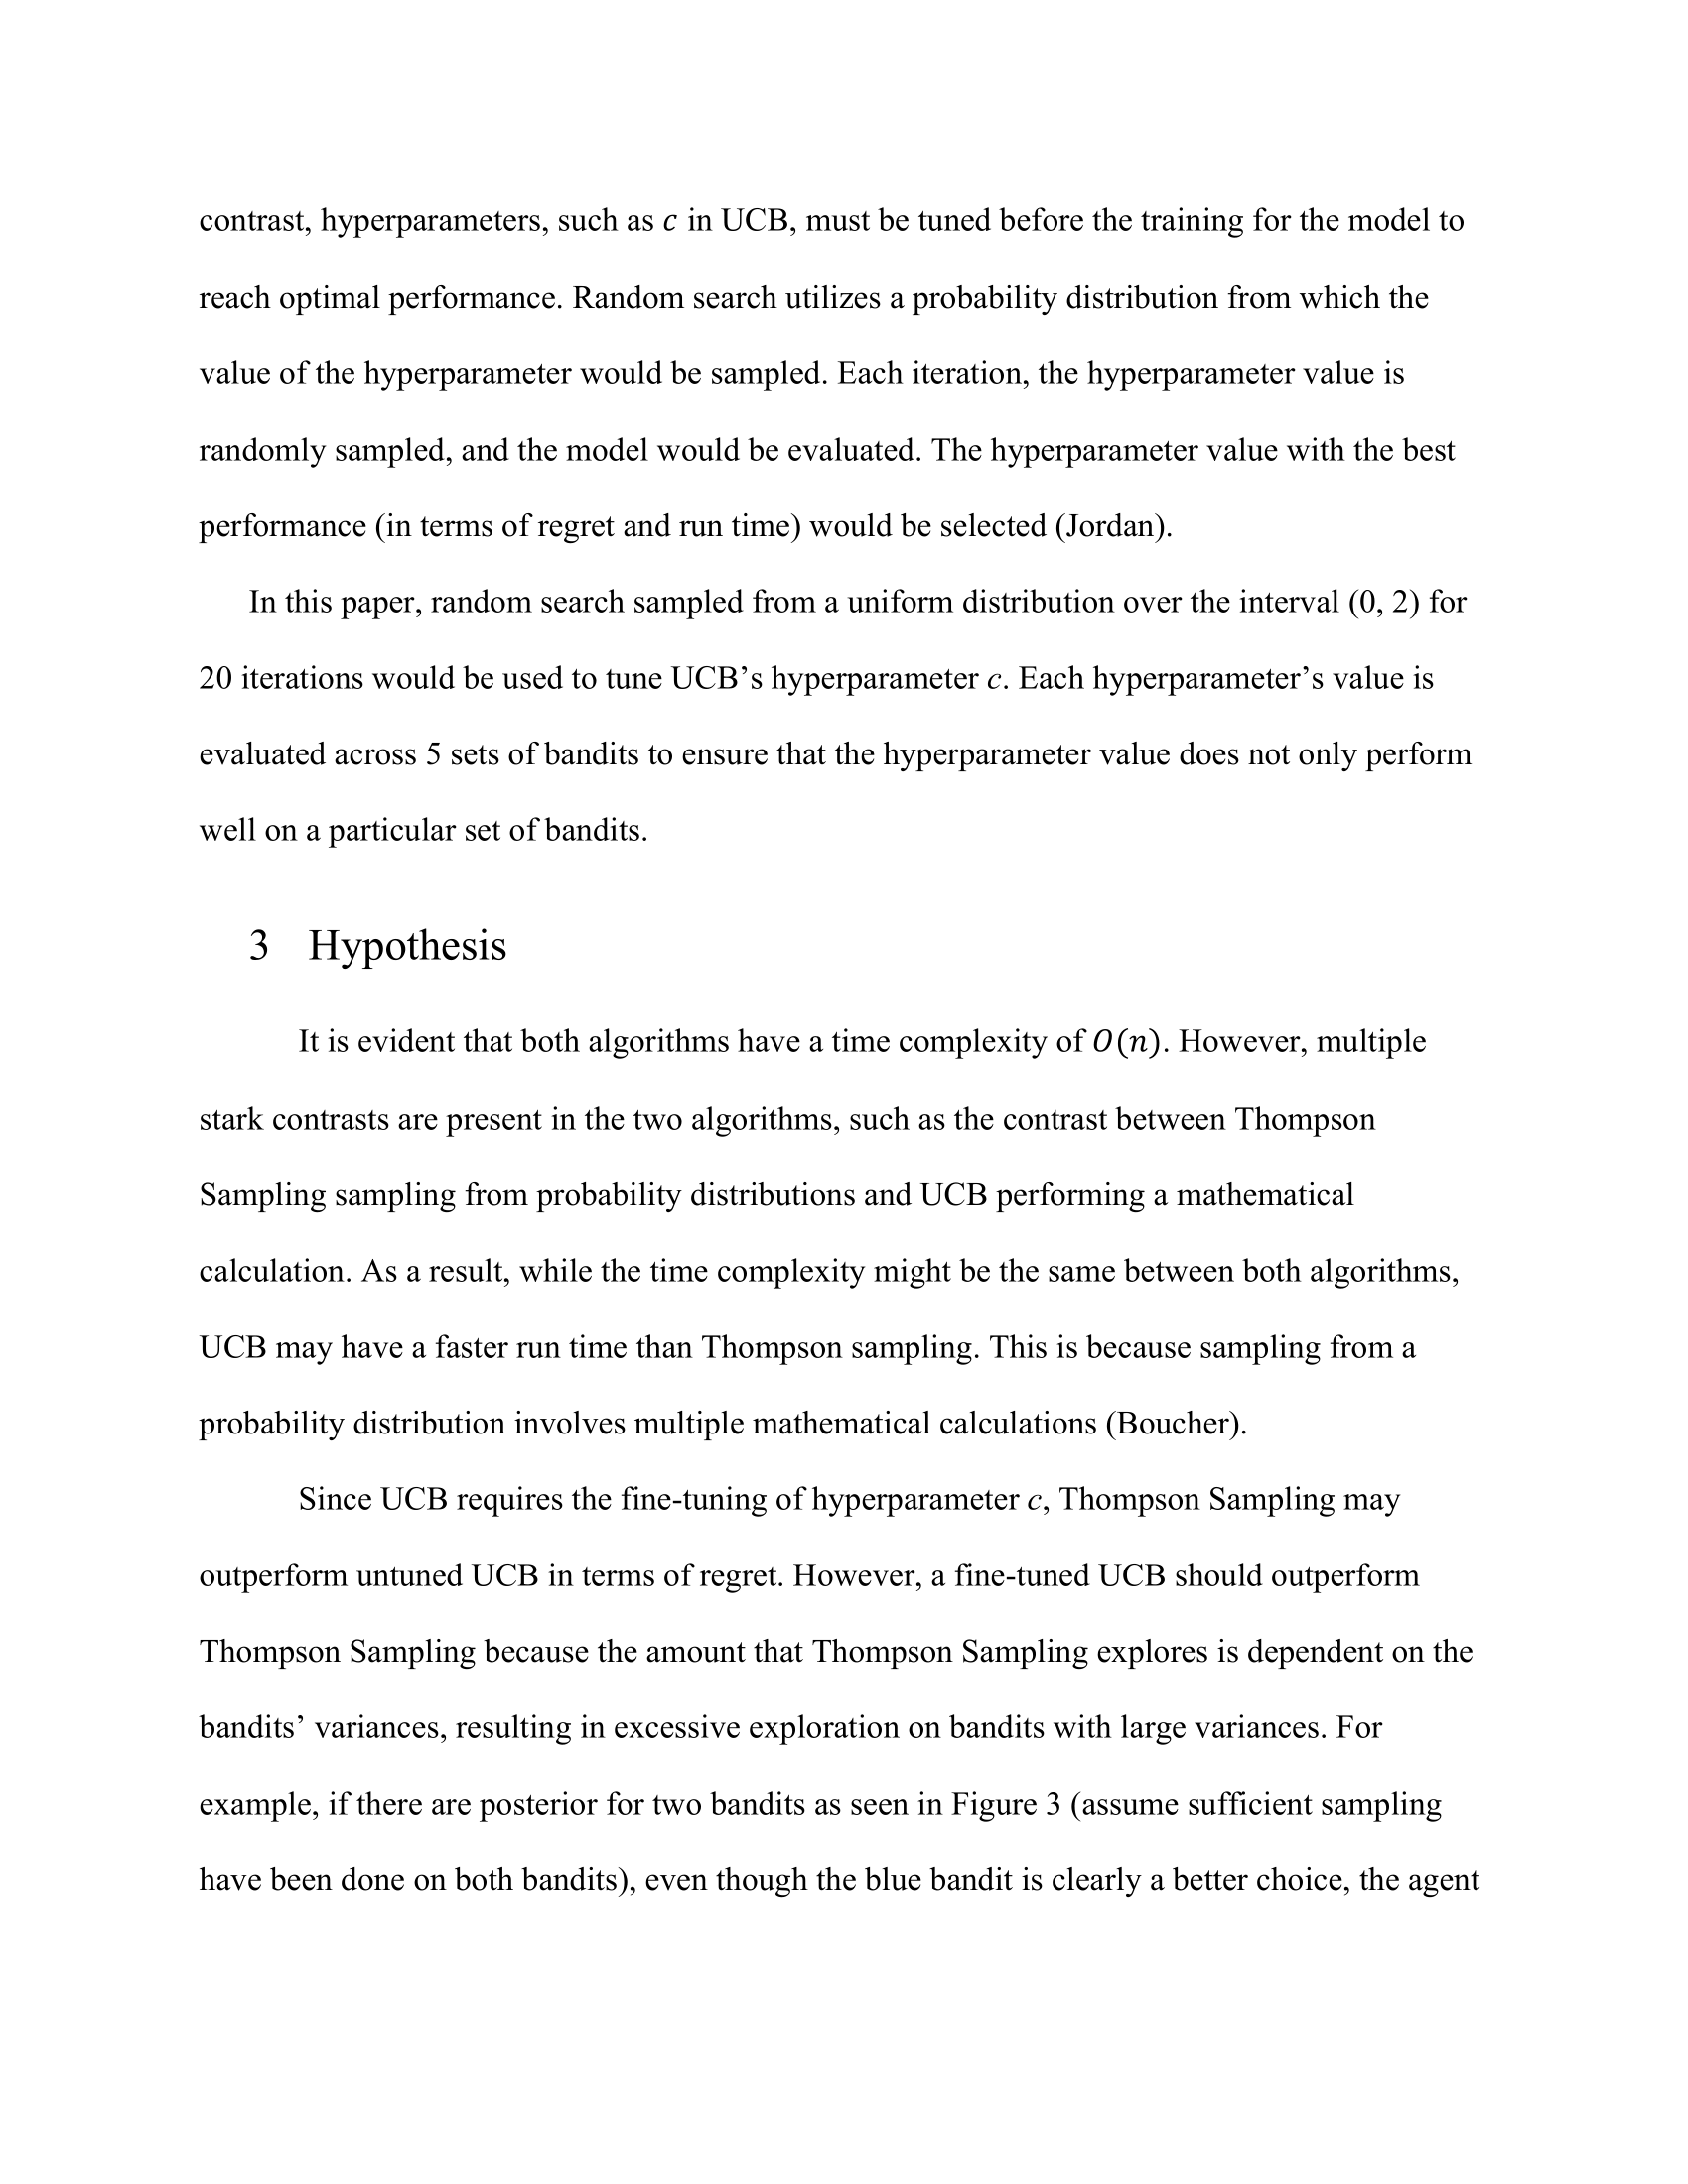 contrast, hyperparameters, such as c in UCB, must be tuned before the training for the model to
reach optimal performance. Random search utilizes a probability distribution from which the
value of the hyperparameter would be sampled. Each iteration, the hyperparameter value is
randomly sampled, and the model would be evaluated. The hyperparameter value with the best
performance (in terms of regret and run time) would be selected (Jordan).
In this paper, random search sampled from a uniform distribution over the interval (0, 2) for
20 iterations would be used to tune UCB’s hyperparameter c. Each hyperparameter’s value is
evaluated across 5 sets of bandits to ensure that the hyperparameter value does not only perform
well on a particular set of bandits.
3 Hypothesis
It is evident that both algorithms have a time complexity of O(n). However, multiple
stark contrasts are present in the two algorithms, such as the contrast between Thompson
Sampling sampling from probability distributions and UCB performing a mathematical
calculation. As a result, while the time complexity might be the same between both algorithms,
UCB may have a faster run time than Thompson sampling. This is because sampling from a
probability distribution involves multiple mathematical calculations (Boucher).
Since UCB requires the fine-tuning of hyperparameter c, Thompson Sampling may
outperform untuned UCB in terms of regret. However, a fine-tuned UCB should outperform
Thompson Sampling because the amount that Thompson Sampling explores is dependent on the
bandits’ variances, resulting in excessive exploration on bandits with large variances. For
example, if there are posterior for two bandits as seen in Figure 3 (assume sufficient sampling
have been done on both bandits), even though the blue bandit is clearly a better choice, the agent